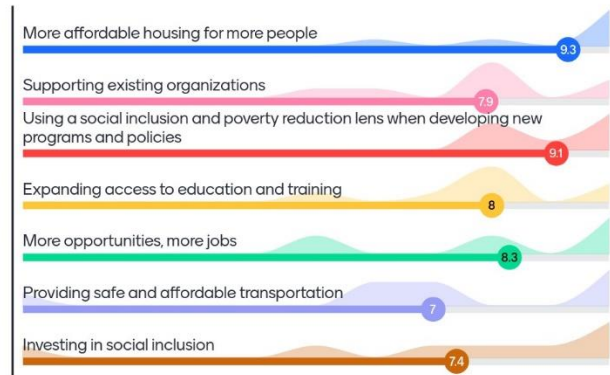 More affordable housing for more people
9.3
Supporting existing organizations
7.9
Using a social inclusion and poverty reduction lens when developing new
programs and policies
9.1
Expanding access to education and training
8
More opportunities, more jobs
8.3
Providing safe and affordable transportation
7
Investing in social inclusion
7.4